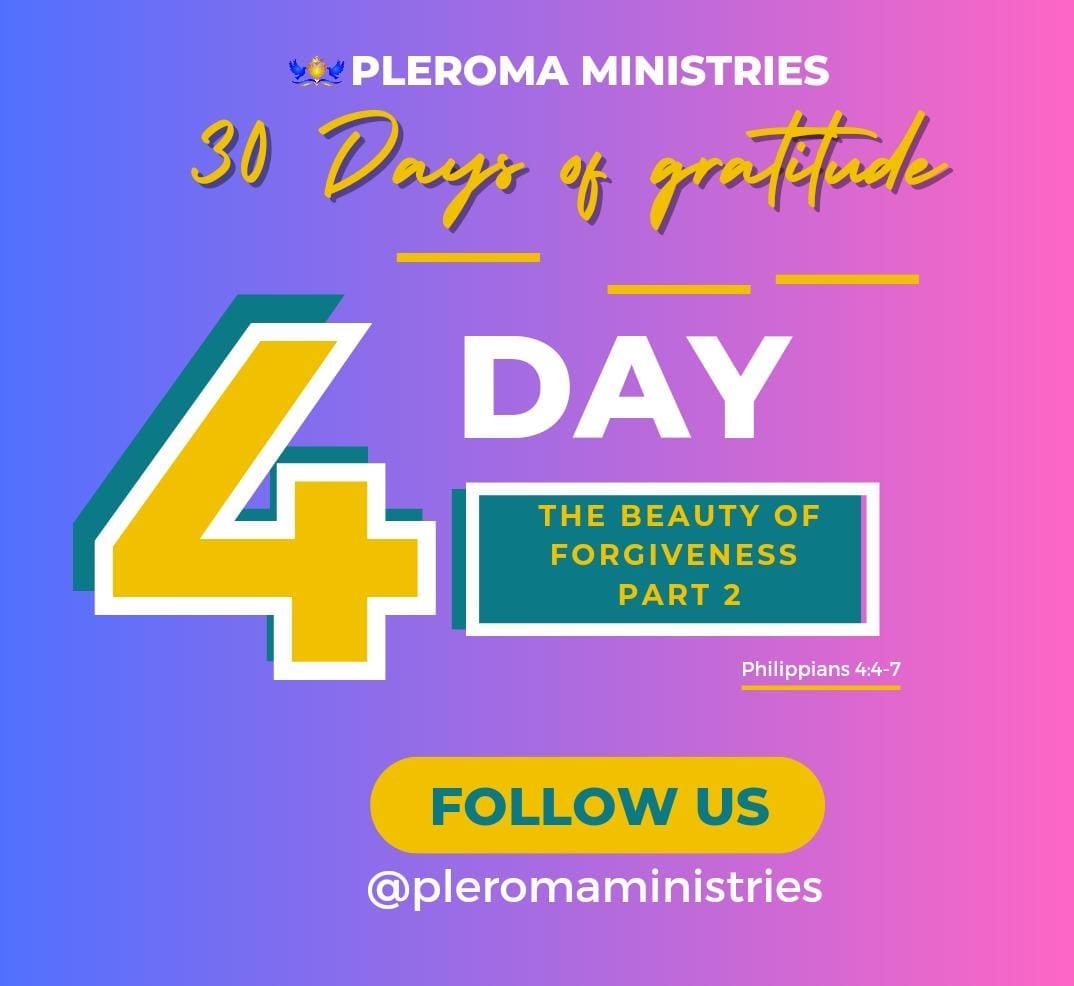 PLEROMA MINISTRIES
30 Days of gratitude
4
DAY
THE BEAUTY OF
FORGIVENESS
PART 2
Philippians 4:4-7
FOLLOW US
@pleromaministries